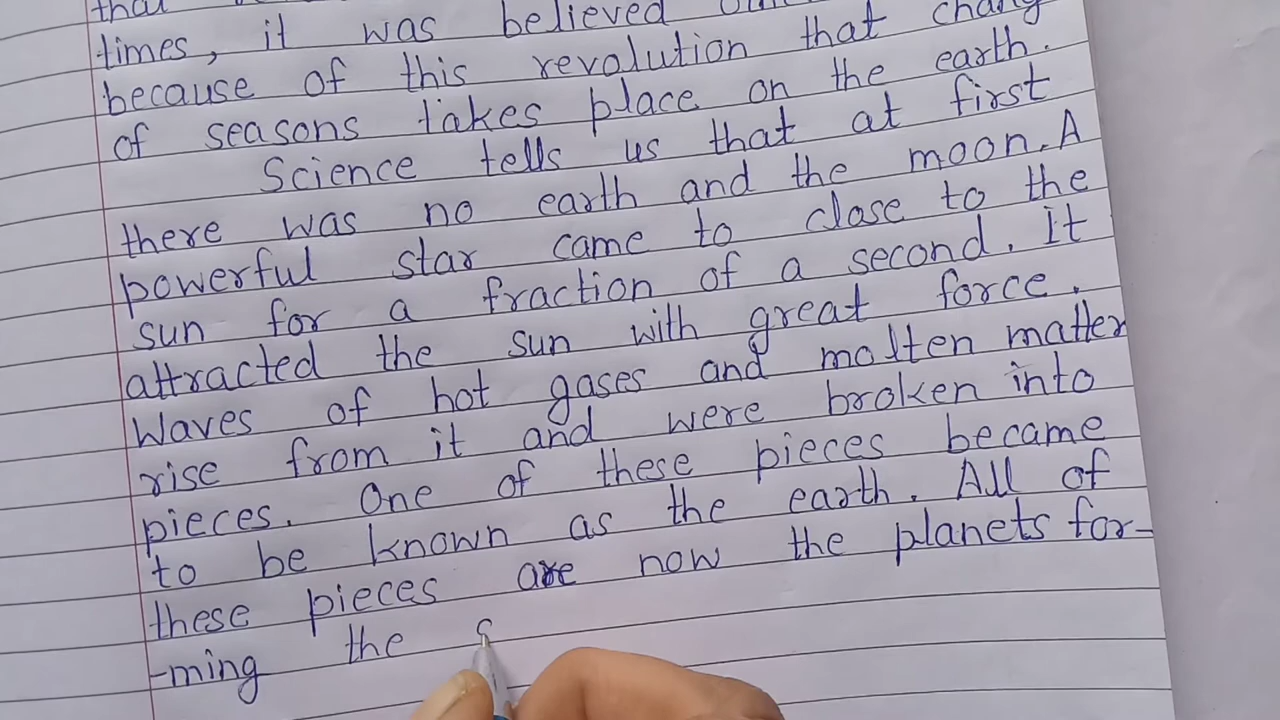 that
times, it was believed
because of this revolution that chang
of seasons takes place on the earth.
Science tells us that at first
there was no earth and the moon. A
powerful star came to close to the
sun for a fraction of a second. It
attracted the sun with great force.
Waves of hot gases and molten matter
rise from it and were broken into
pieces. One of these pieces became
to be known as the earth. All of
these pieces are now the planets for-
-ming the s